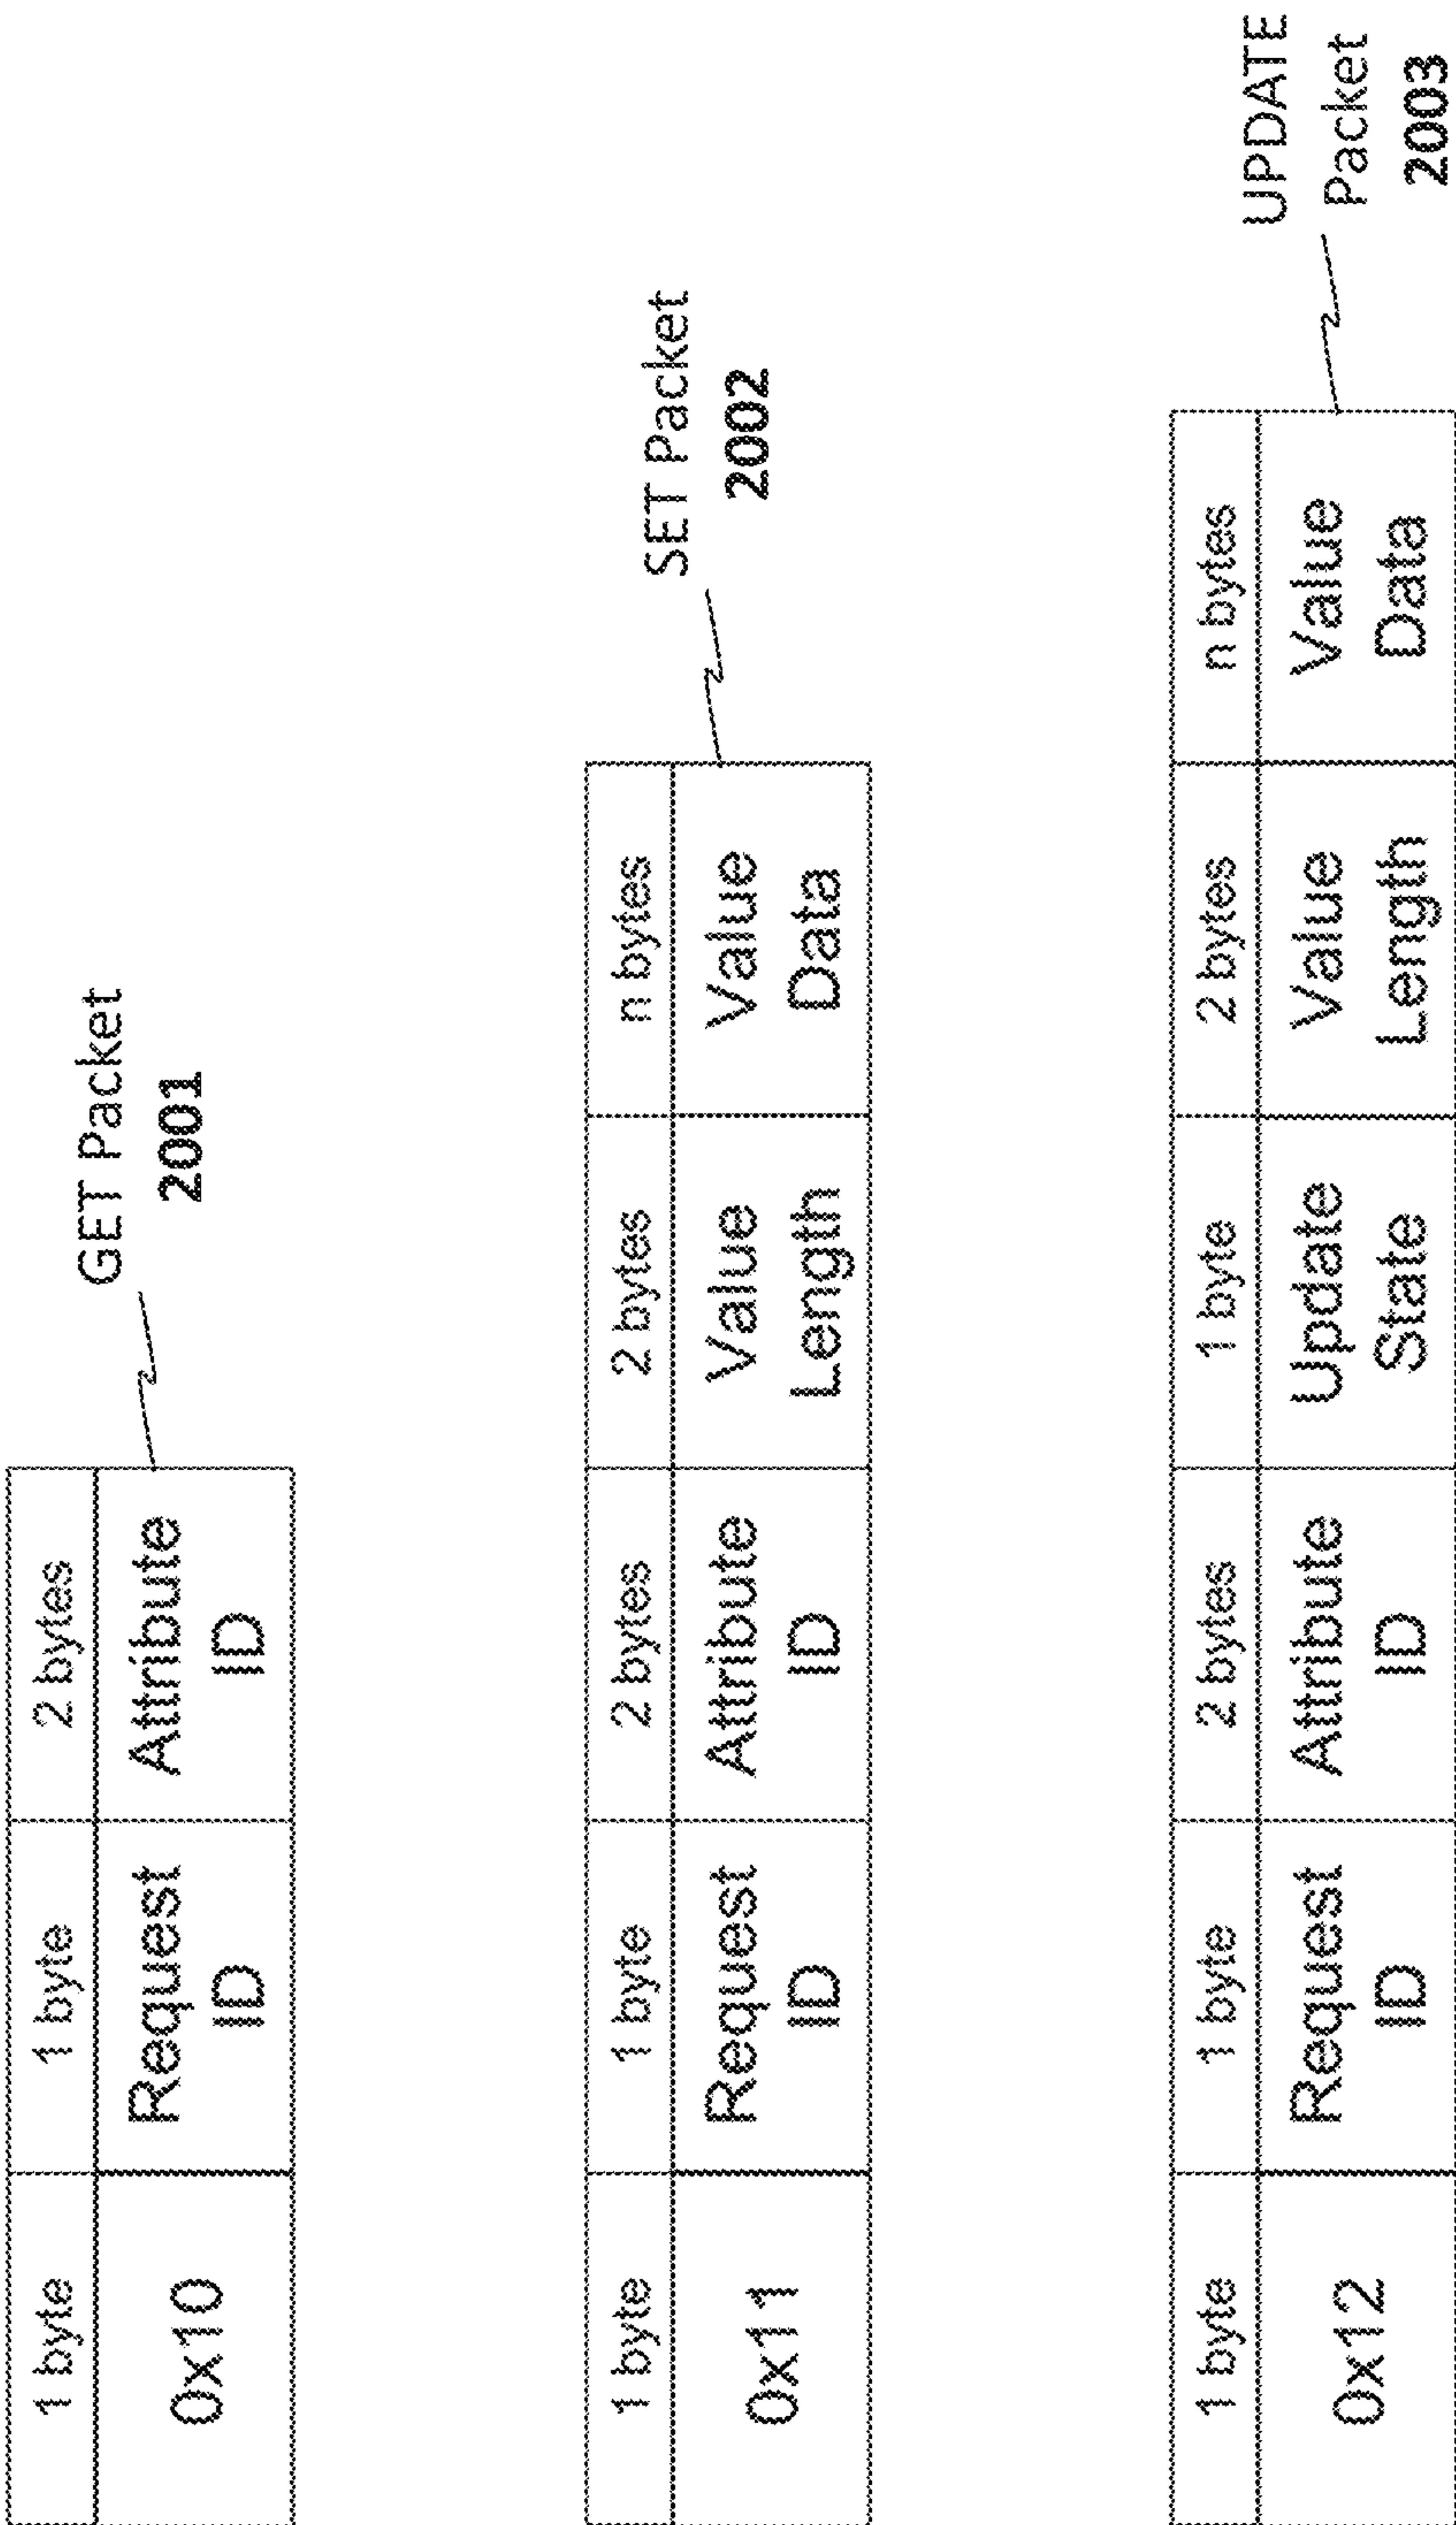 1 byte 1 byte 2 bytes
0x10 Request Attribute
ID ID
GET Packet
2001
1 byte 1 byte 2 bytes 2 bytes n bytes
0x11 Request Attribute Value Value
ID ID Length Data
SET Packet
2002
1 byte 1 byte 2 bytes 1 byte 2 bytes n bytes
0x12 Request Attribute Update Value Value
ID ID State Length Data
UPDATE
Packet
2003